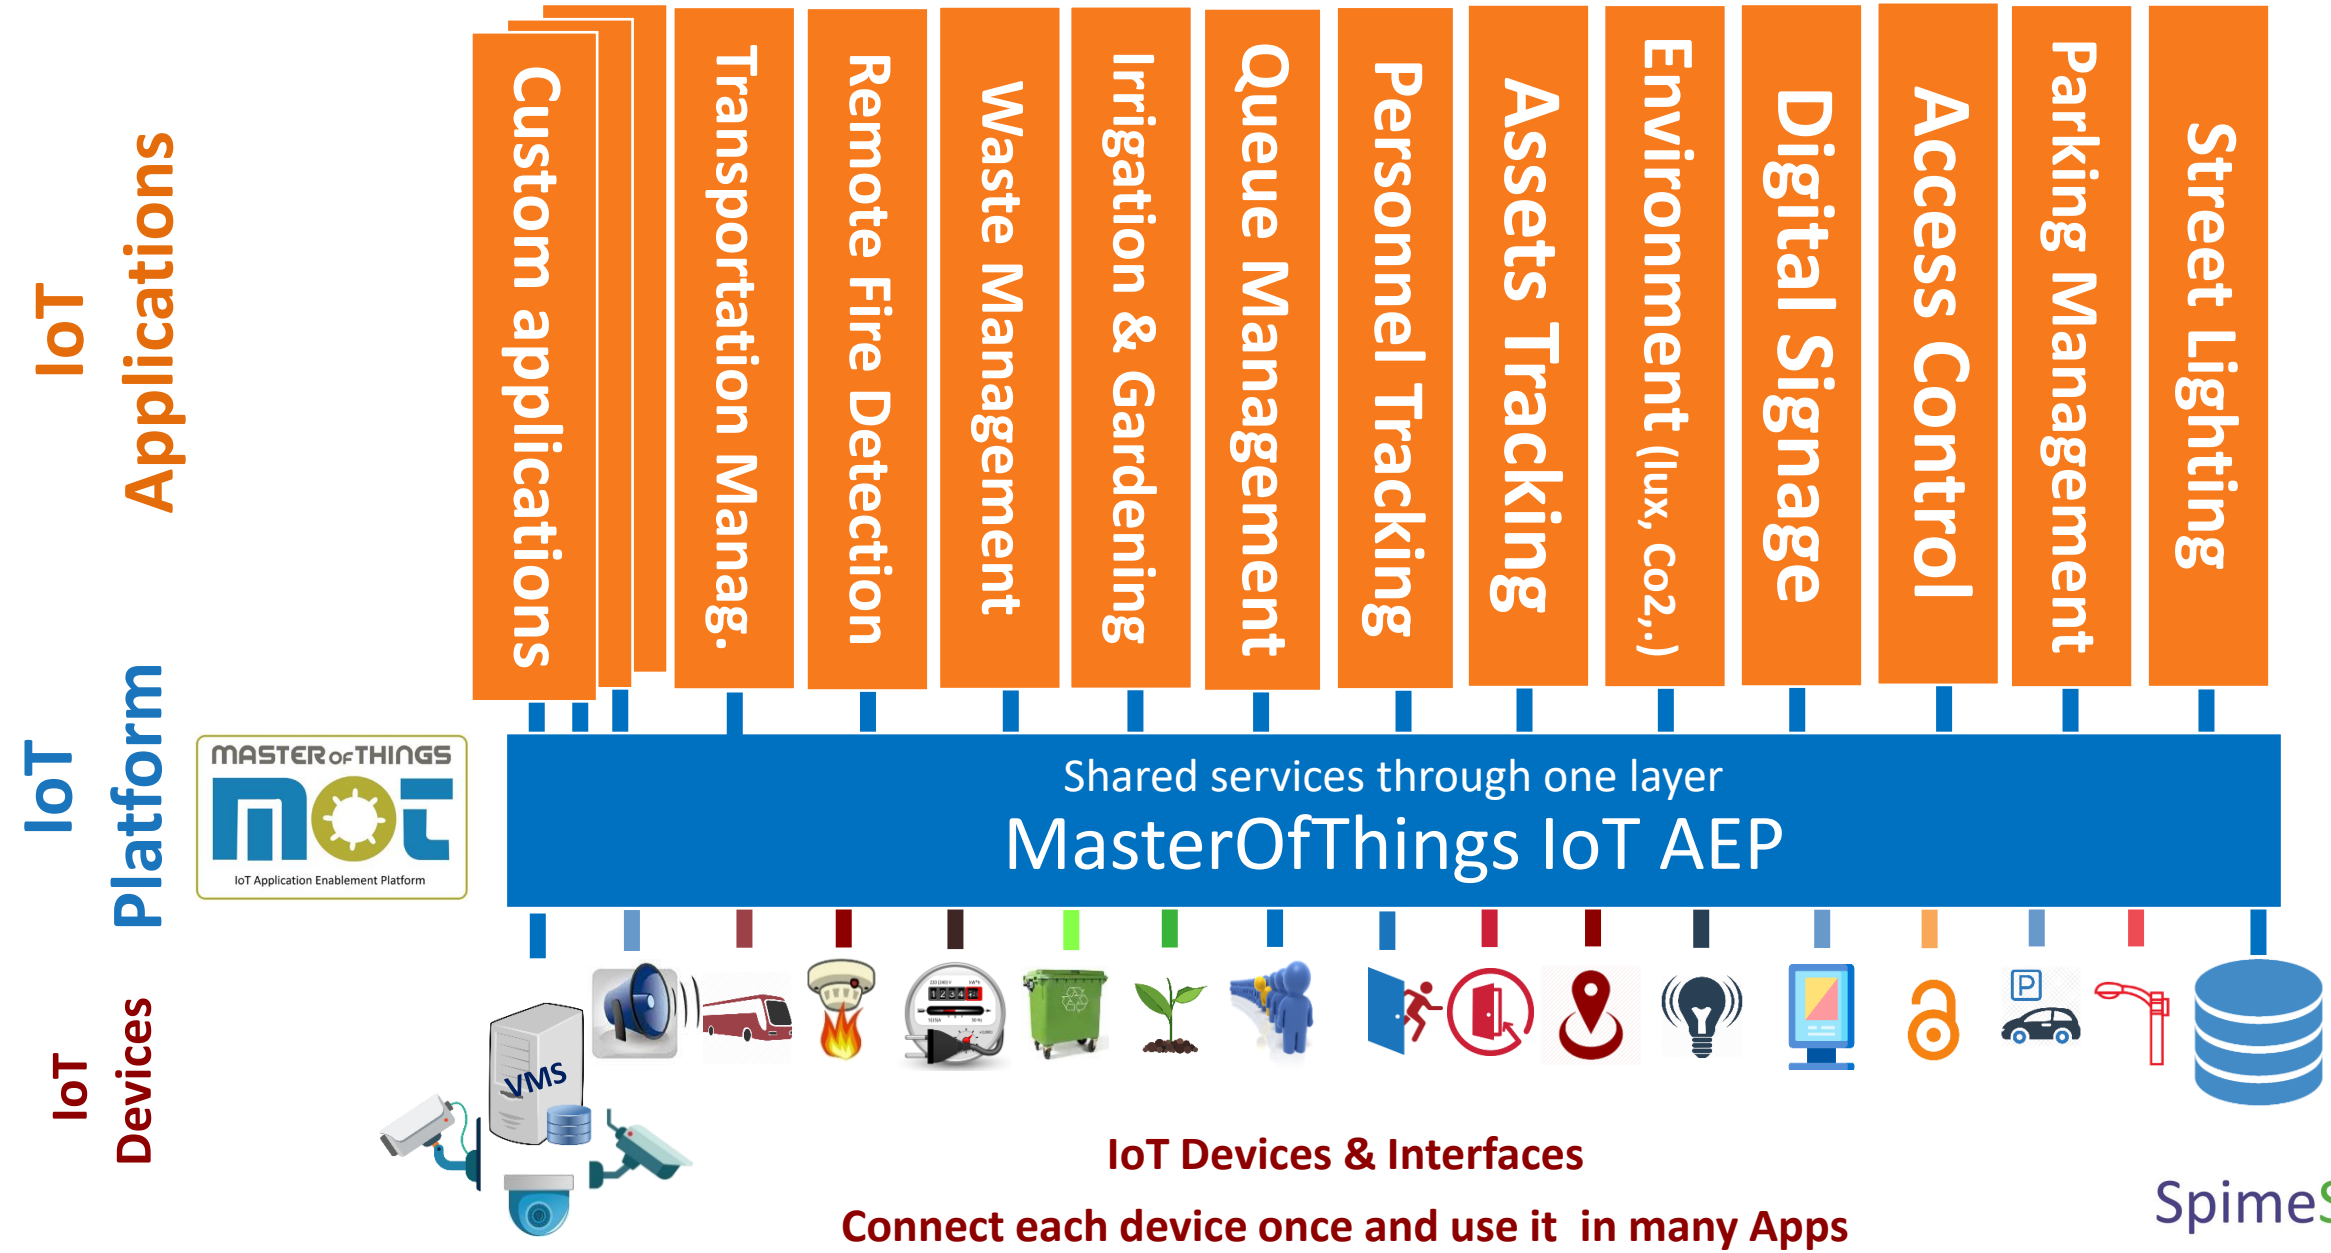 IoT
Applications
Custom applications
Transportation Manag.
Remote Fire Detection
Waste Management
Irrigation & Gardening
Queue Management
Personnel Tracking
Assets Tracking
Environment (lux, Co2,.)
Digital Signage
Access Control
Parking Management
Street Lighting
IoT
Platform
MASTER OF THINGS
MOT
IoT Application Enablement Platform
Shared services through one layer
MasterOfThings IoT AEP
IoT
Devices
VMS
P
IoT Devices & Interfaces
Connect each device once and use it in many Apps
SpimeS